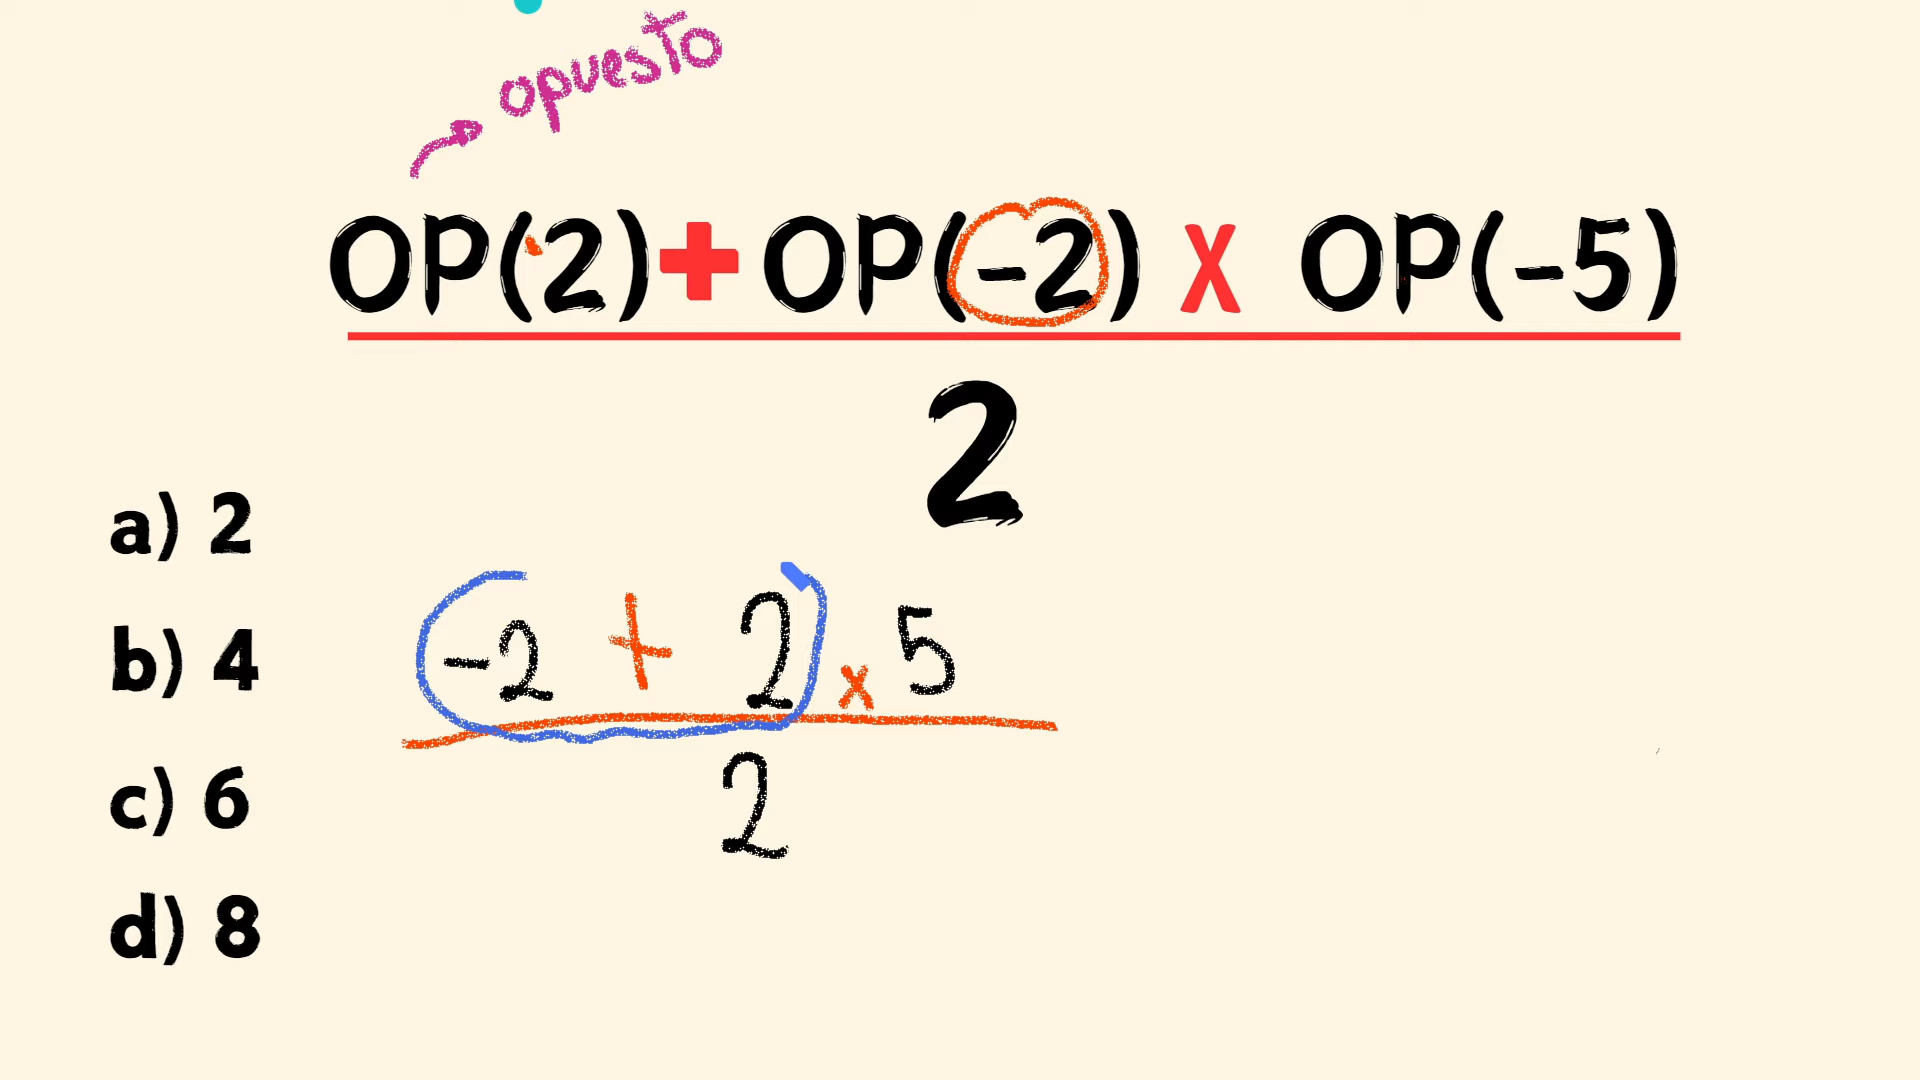 opuesto
OP(2)+OP(-2) x OP(-5)
2
a) 2
b) 4
c) 6
d) 8
-2 + 2 x 5
2